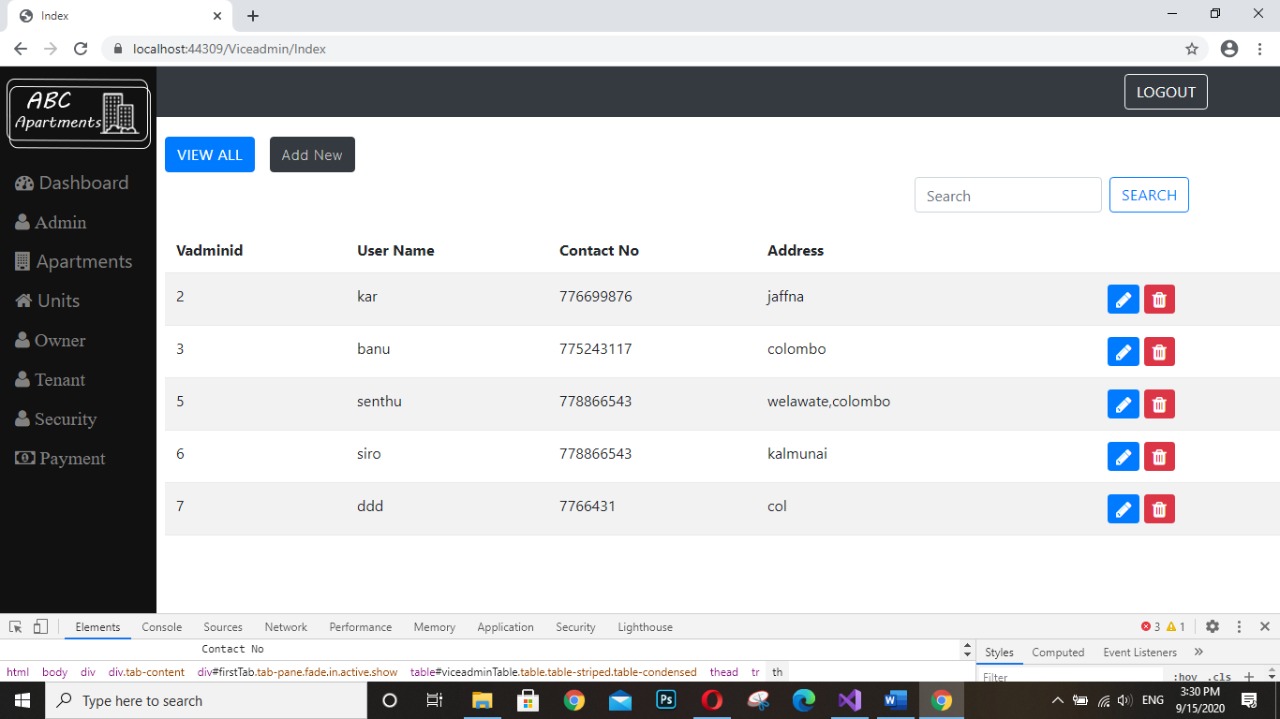 Index
localhost:44309/Viceadmin/Index
ABC
Apartments
LOGOUT
Dashboard
Admin
Apartments
Units
Owner
Tenant
Security
Payment
VIEW ALL Add New
Search SEARCH
Vadminid User Name Contact No Address
2 kar 776699876 jaffna
3 banu 775243117 colombo
5 senthu 778866543 welawate,colombo
6 siro 778866543 kalmunai
7 ddd 7766431 col
Elements Console Sources Network Performance Memory Application Security Lighthouse 3 1
Contact No
Styles Computed Event Listeners »
html body div div.tab-content div#firstTab.tab-pane.fade.in.active.show table#viceadminTable.table.table-striped.table-condensed thead tr th
Filter :hov .cls +
Type here to search
Ps
ENG
3:30 PM
9/15/2020